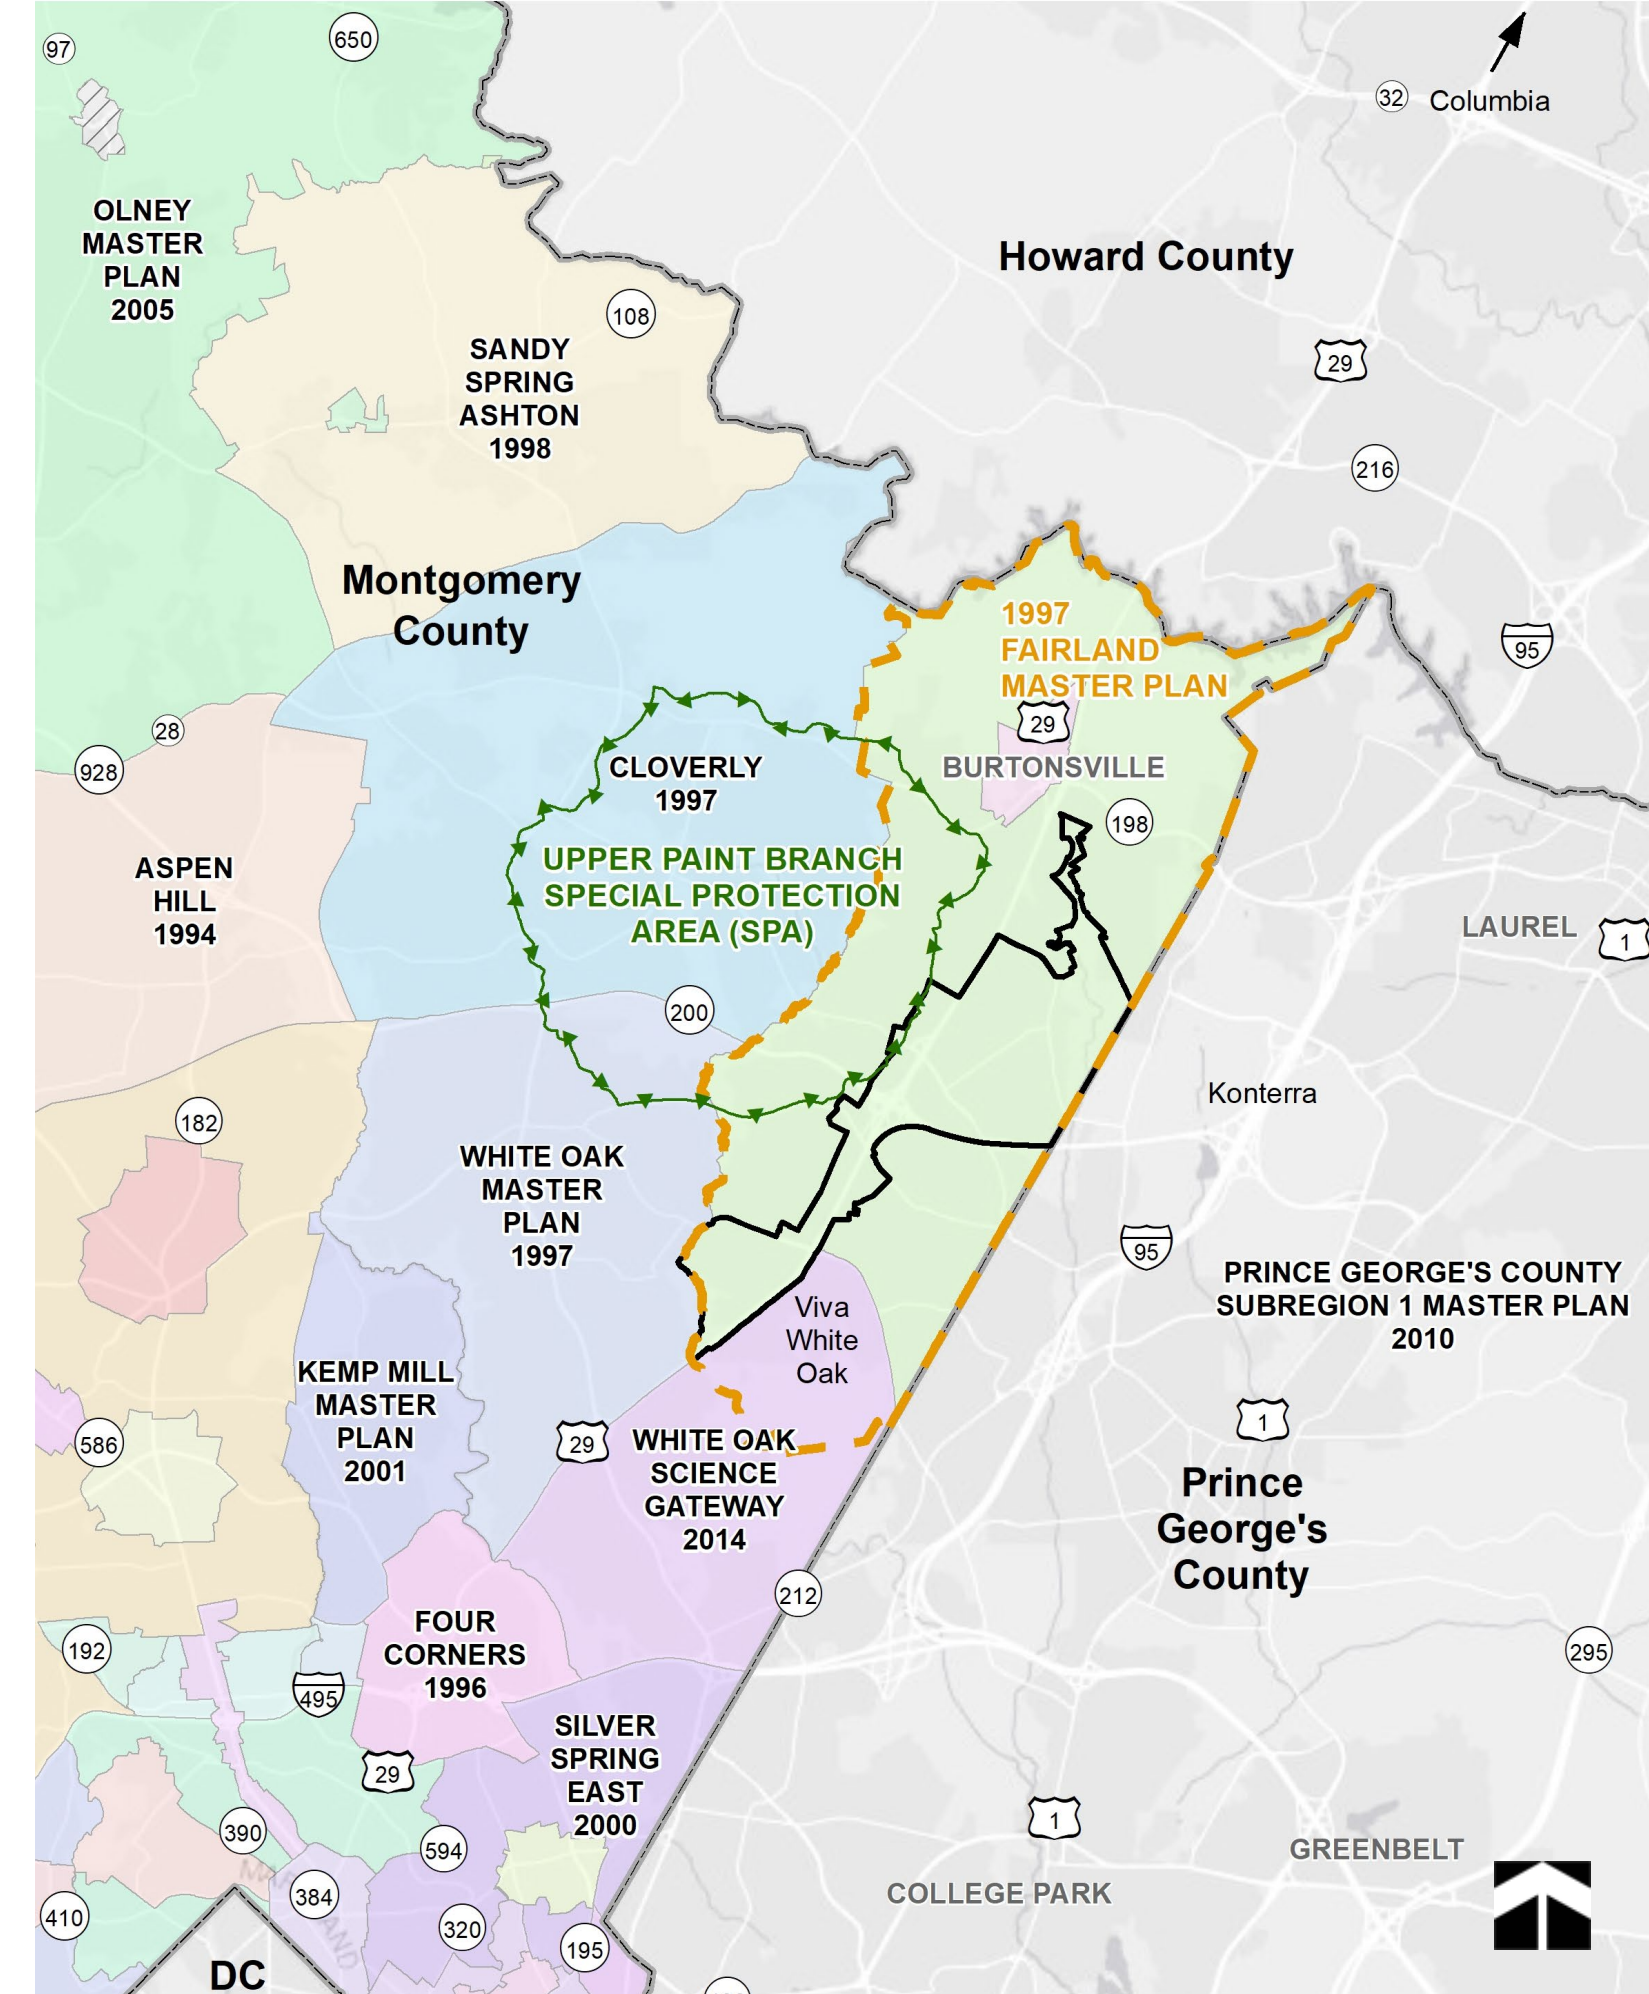 97
650
32
Columbia
OLNEY
MASTER
PLAN
2005
Howard County
108
SANDY
SPRING
ASHTON
1998
29
216
Montgomery
County
1997
FAIRLAND
MASTER PLAN
95
29
28
928
CLOVERLY
1997
BURTONSVILLE
198
UPPER PAINT BRANCH
SPECIAL PROTECTION
AREA (SPA)
ASPEN
HILL
1994
LAUREL
1
200
Konterra
182
WHITE OAK
MASTER
PLAN
1997
95
PRINCE GEORGE'S COUNTY
SUBREGION 1 MASTER PLAN
2010
Viva
White
Oak
KEMP MILL
MASTER
PLAN
2001
1
586
29
WHITE OAK
SCIENCE
GATEWAY
2014
Prince
George's
County
212
FOUR
CORNERS
1996
192
295
495
SILVER
SPRING
EAST
2000
29
390
594
1
GREENBELT
384
COLLEGE PARK
410
320
195
DC